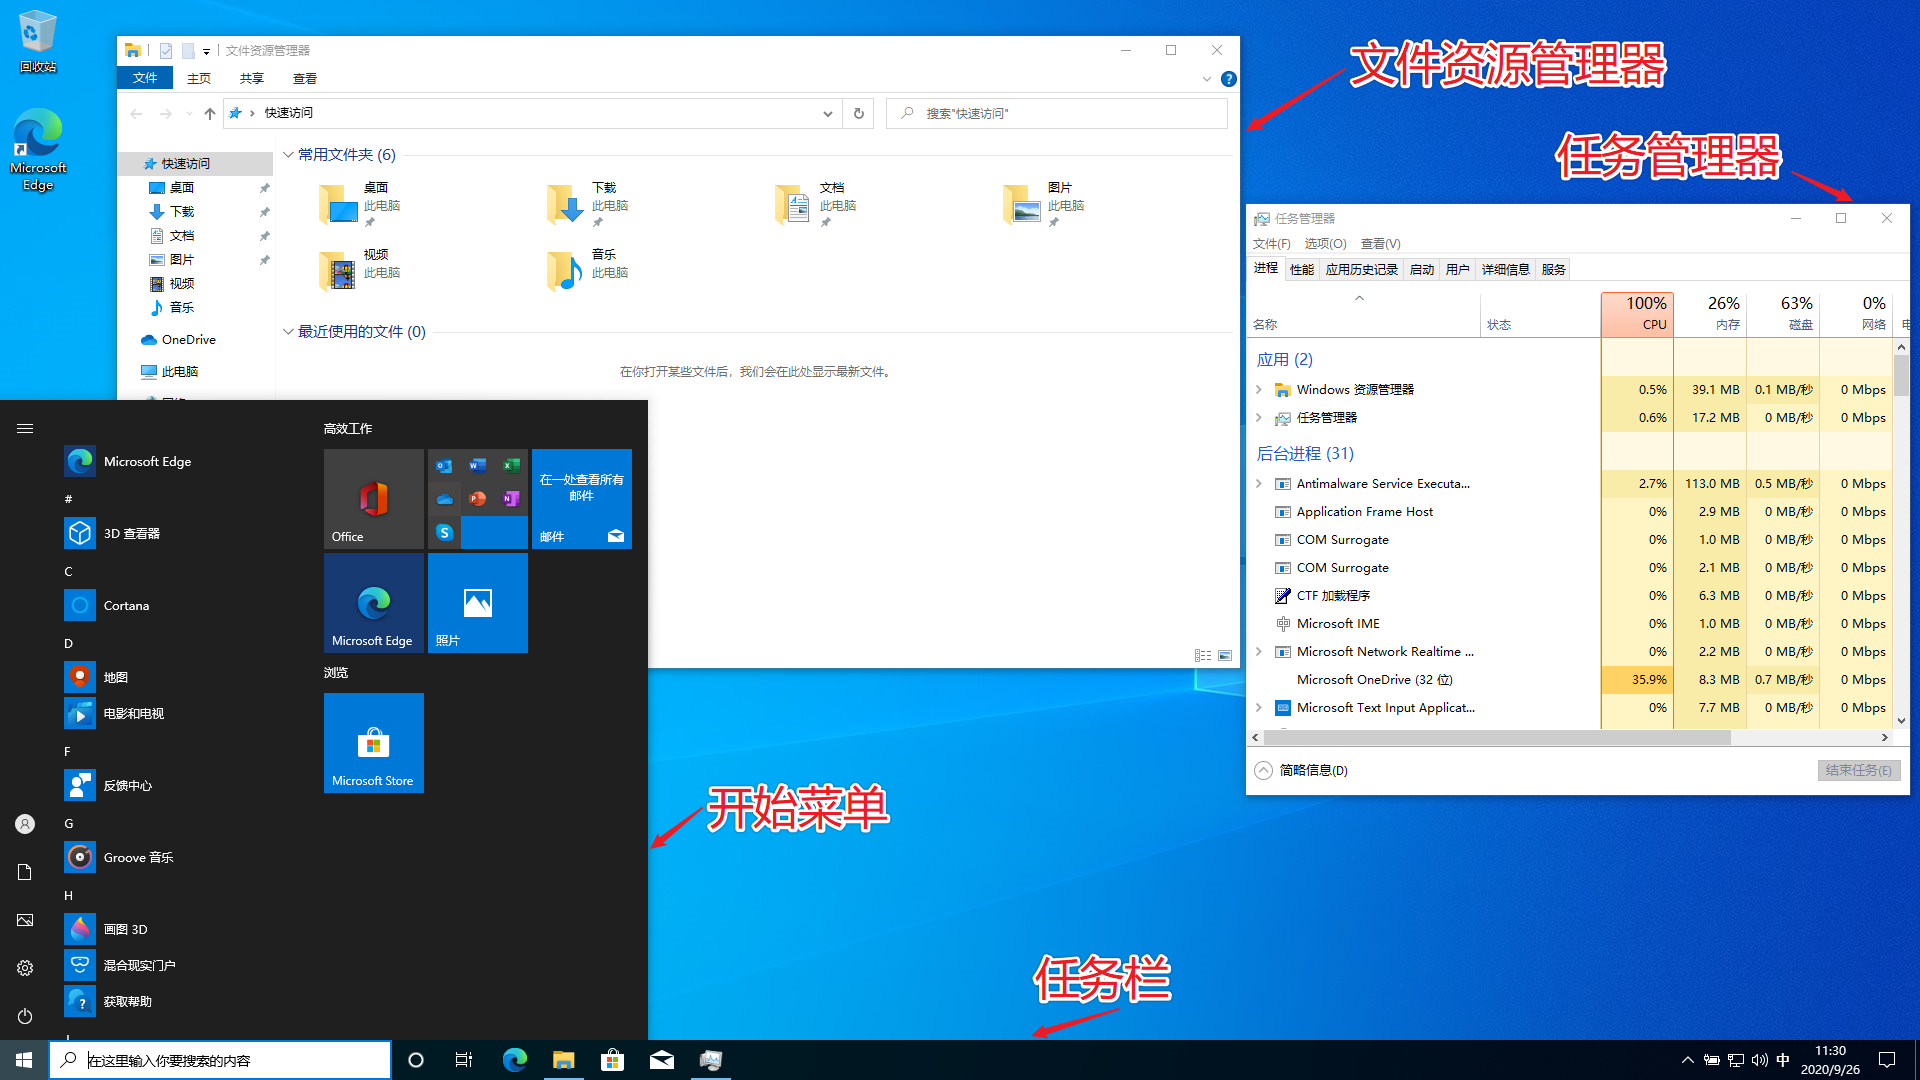 回收站
Microsoft
Edge
文件资源管理器
文件
主页
共享
查看
快速访问
搜索"快速访问"
快速访问
桌面
下载
文档
图片
视频
音乐
OneDrive
此电脑
常用文件夹 (6)
桌面
此电脑
下载
此电脑
文档
此电脑
图片
此电脑
视频
此电脑
音乐
此电脑
最近使用的文件 (0)
在你打开某些文件后，我们会在此处显示最新文件。
文件资源管理器
任务管理器
任务管理器
文件(F)
选项(O)
查看(V)
进程
性能
应用历史记录
启动
用户
详细信息
服务
100%
26%
63%
0%
名称
状态
CPU
内存
磁盘
网络
应用 (2)
Windows 资源管理器 0.5% 39.1 MB 0.1 MB/秒 0 Mbps
任务管理器 0.6% 17.2 MB 0 MB/秒 0 Mbps
后台进程 (31)
Antimalware Service Executa... 2.7% 113.0 MB 0.5 MB/秒 0 Mbps
Application Frame Host 0% 2.9 MB 0 MB/秒 0 Mbps
COM Surrogate 0% 1.0 MB 0 MB/秒 0 Mbps
COM Surrogate 0% 2.1 MB 0 MB/秒 0 Mbps
CTF 加载程序 0% 6.3 MB 0 MB/秒 0 Mbps
Microsoft IME 0% 1.0 MB 0 MB/秒 0 Mbps
Microsoft Network Realtime ... 0% 2.2 MB 0 MB/秒 0 Mbps
Microsoft OneDrive (32 位) 35.9% 8.3 MB 0.7 MB/秒 0 Mbps
Microsoft Text Input Applicat... 0% 7.7 MB 0 MB/秒 0 Mbps
简略信息(D)
结束任务(E)
Microsoft Edge
#
3D 查看器
C
Cortana
D
地图
电影和电视
F
反馈中心
G
Groove 音乐
H
画图 3D
混合现实门户
获取帮助
高效工作
Office
在一处查看所有
邮件
邮件
Microsoft Edge
照片
浏览
Microsoft Store
开始菜单
任务栏
在这里输入你要搜索的内容
中
11:30
2020/9/26